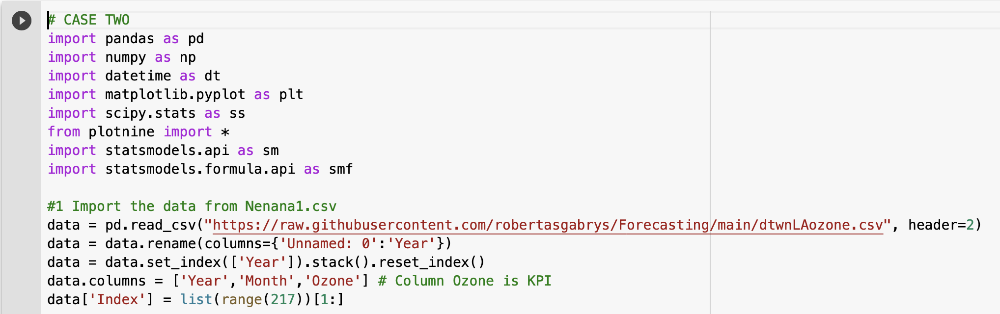 # CASE TWO
import pandas as pd
import numpy as np
import datetime as dt
import matplotlib.pyplot as plt
import scipy.stats as ss
from plotnine import *
import statsmodels.api as sm
import statsmodels.formula.api as smf
#1 Import the data from Nenana1.csv
data = pd.read_csv("https://raw.githubusercontent.com/robertasgabrys/Forecasting/main/dtwnLAozone.csv", header=2)
data = data.rename(columns={'Unnamed: 0':'Year'})
data = data.set_index(['Year']).stack().reset_index()
data.columns = ['Year','Month','Ozone'] # Column Ozone is KPI
data['Index'] = list(range(217))[1:]